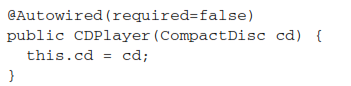 @Autowired(required=false)
public CDPlayer(CompactDisc cd) {
  this.cd = cd;
}